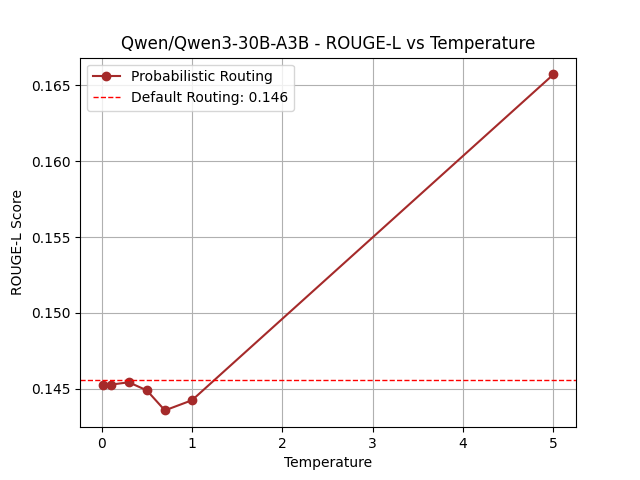 Qwen/Qwen3-30B-A3B - ROUGE-L vs Temperature
Probabilistic Routing
Default Routing: 0.146
ROUGE-L Score
0.165
0.160
0.155
0.150
0.145
0 1 2 3 4 5
Temperature